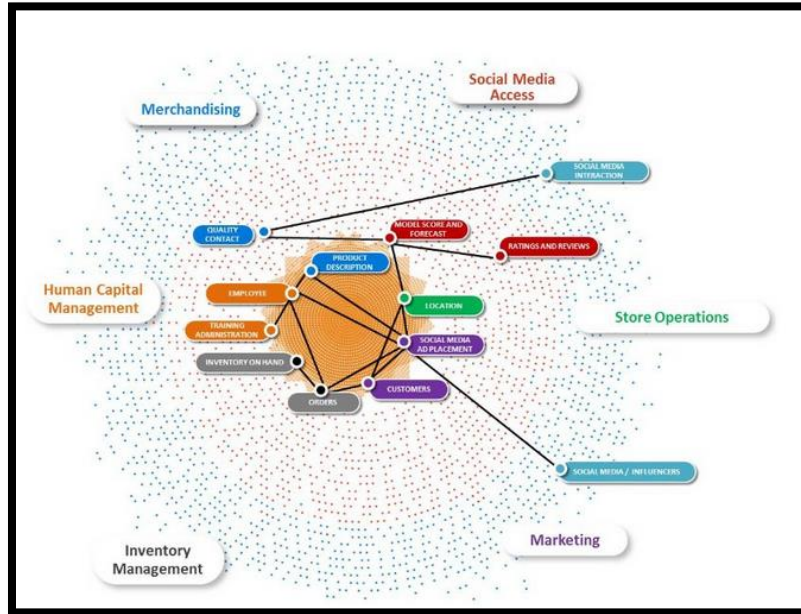 Social Media
Access
Merchandising
SOCIAL MEDIA
INTERACTION
QUALITY
CONTACT
MODEL SCORE AND
FORECAST
RATINGS AND REVIEWS
PRODUCT
DESCRIPTION
Human Capital
Management
EMPLOYEE
LOCATION
Store Operations
TRAINING
ADMINISTRATION
SOCIAL MEDIA
AD PLACEMENT
INVENTORY ON HAND
CUSTOMERS
ORDERS
SOCIAL MEDIA / INFLUENCERS
Marketing
Inventory
Management